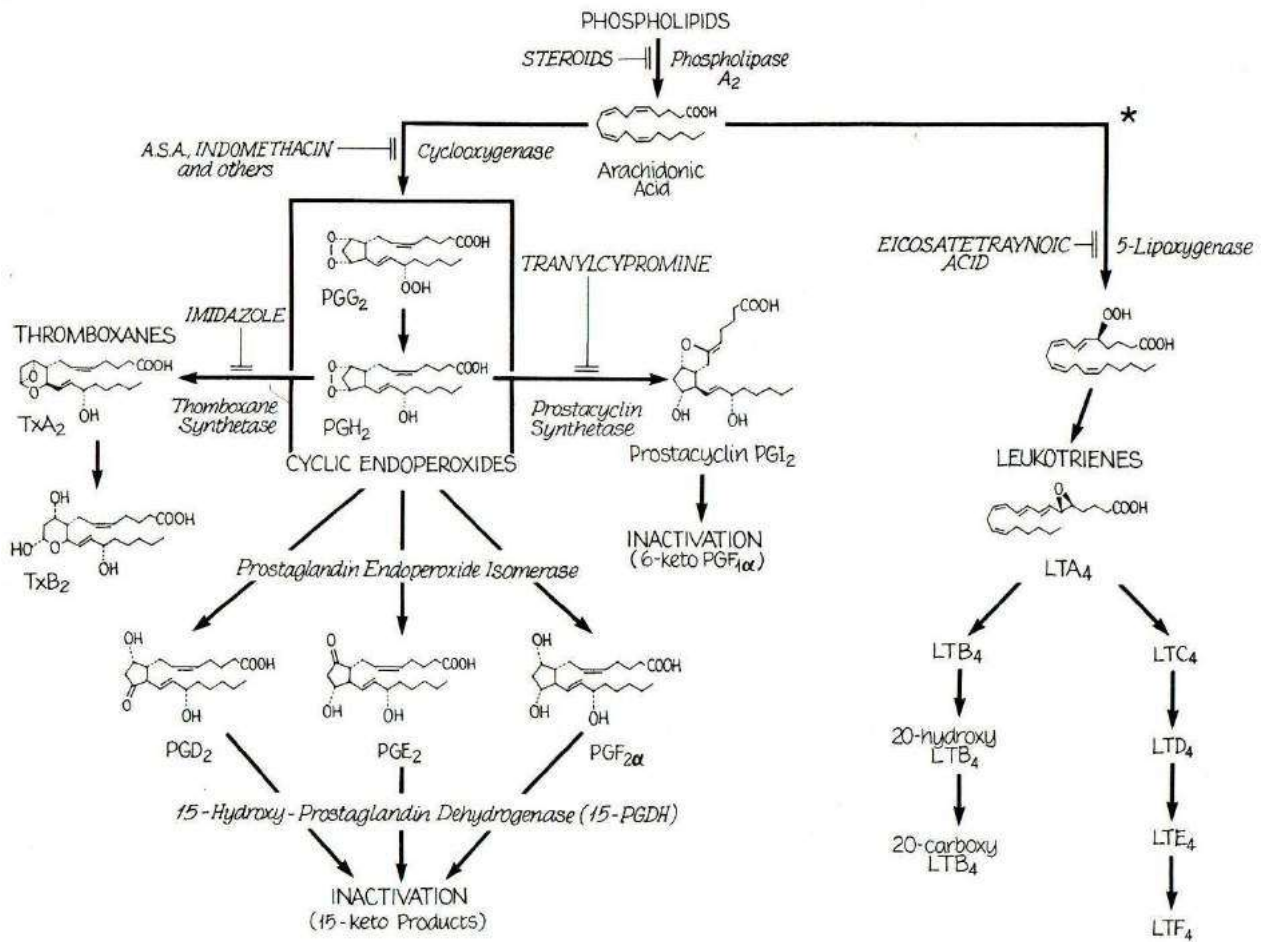 PHOSPHOLIPIDS
STEROIDS
Phospholipase
A2
COOH
*
A.S.A., INDOMETHACIN
and others
Cyclooxygenase
Arachidonic
Acid
EICOSATETRAYNOIC
ACID
5-Lipoxygenase
O
O
COOH
OOH
PGG2
TRANYLCYPROMINE
COOH
O
OH
OH
Prostacyclin PGI2
IMIDAZOLE
THROMBOXANES
O
O
COOH
OH
TxA2
Thomboxane
Synthetase
O
O
COOH
OH
PGH2
Prostacyclin
Synthetase
CYCLIC ENDOPEROXIDES
OOH
COOH
LEUKOTRIENES
O
COOH
LTA4
OH
COOH
HO
O
OH
TxB2
INACTIVATION
(6-keto PGF1α)
Prostaglandin Endoperoxide Isomerase
OH
COOH
O
OH
PGD2
O
COOH
OH
OH
PGE2
OH
COOH
OH
OH
PGF2α
LTB4
LTC4
20-hydroxy
LTB4
LTD4
15-Hydroxy-Prostaglandin Dehydrogenase (15-PGDH)
20-carboxy
LTB4
LTE4
INACTIVATION
(15-keto Products)
LTF4